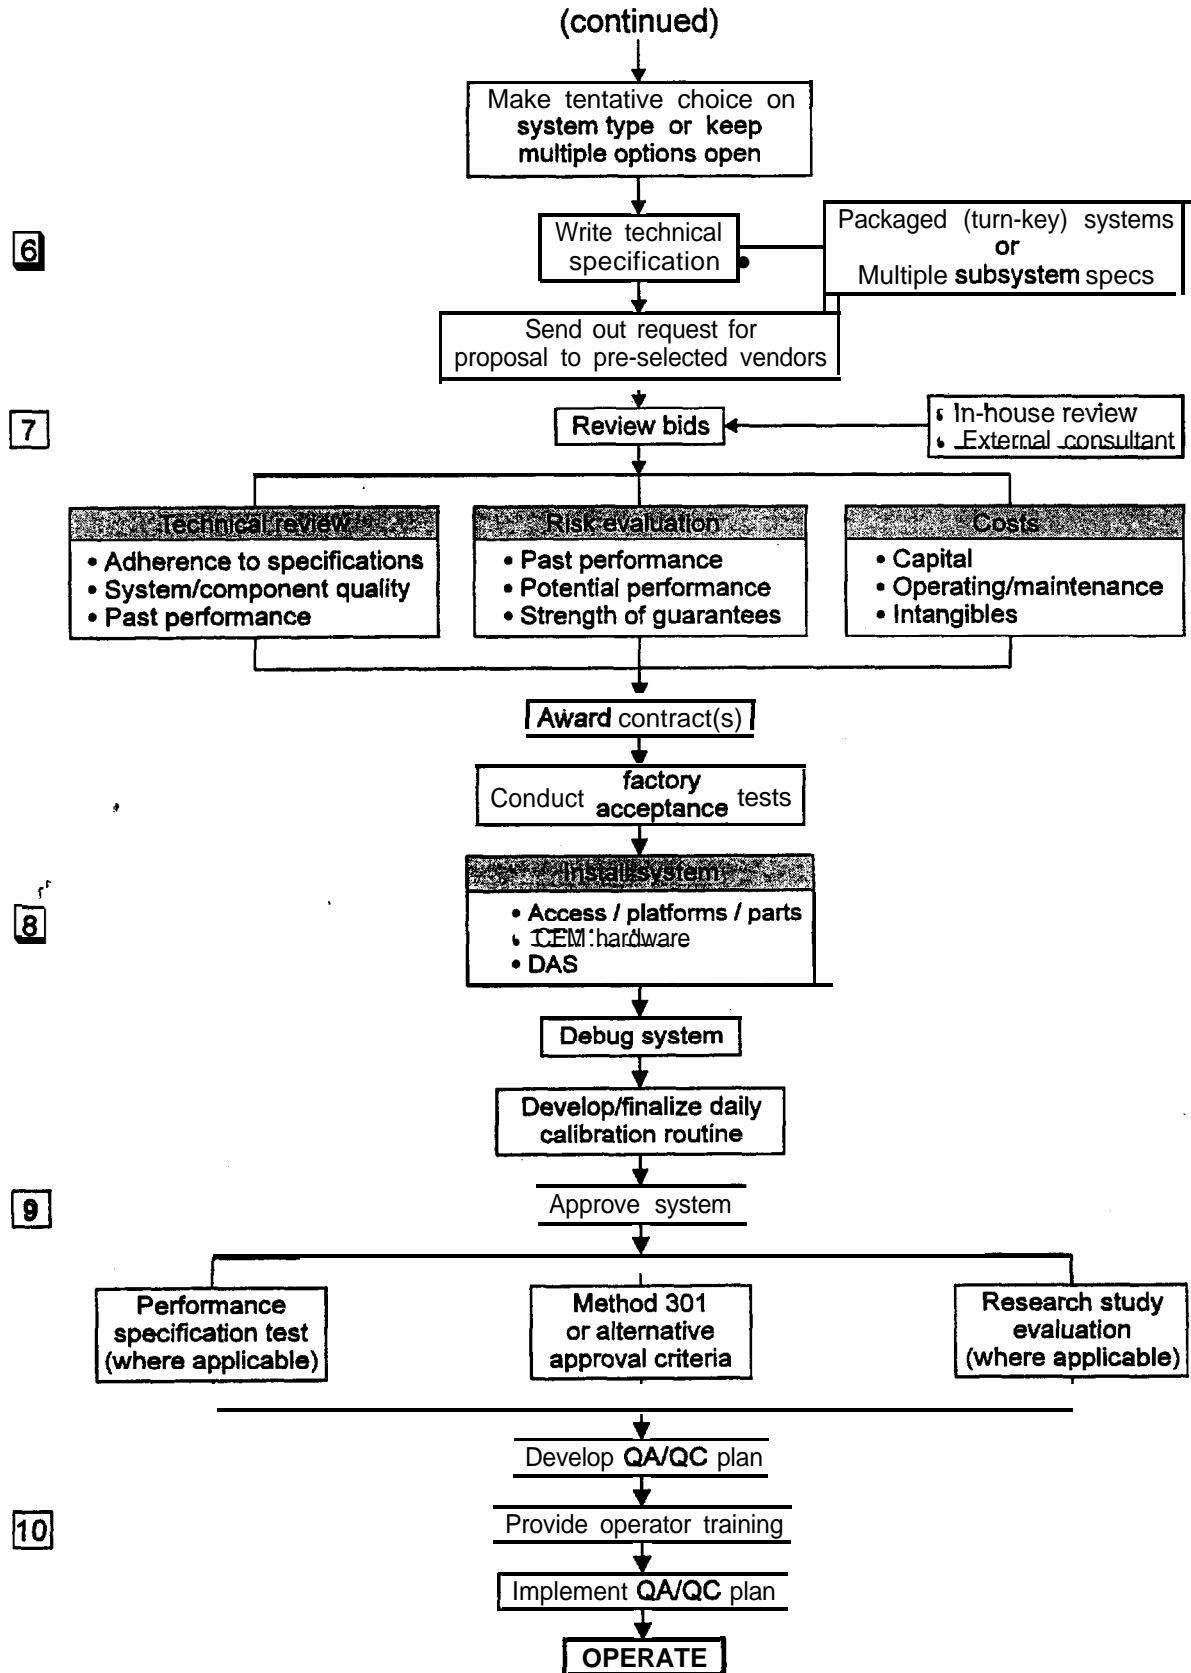 (continued)
Make tentative choice on
system type or keep
multiple options open
6
Write technical
specification
Packaged (turn-key) systems
or
Multiple subsystem specs
Send out request for
proposal to pre-selected vendors
7
Review bids
• In-house review
• External consultant
Technical review
• Adherence to specifications
• System/component quality
• Past performance
Risk evaluation
• Past performance
• Potential performance
• Strength of guarantees
Costs
• Capital
• Operating/maintenance
• Intangibles
Award contract(s)
Conduct factory acceptance tests
8
Install system
• Access / platforms / parts
• CEM hardware
• DAS
Debug system
Develop/finalize daily
calibration routine
9
Approve system
Performance
specification test
(where applicable)
Method 301
or alternative
approval criteria
Research study
evaluation
(where applicable)
Develop QA/QC plan
10
Provide operator training
Implement QA/QC plan
OPERATE